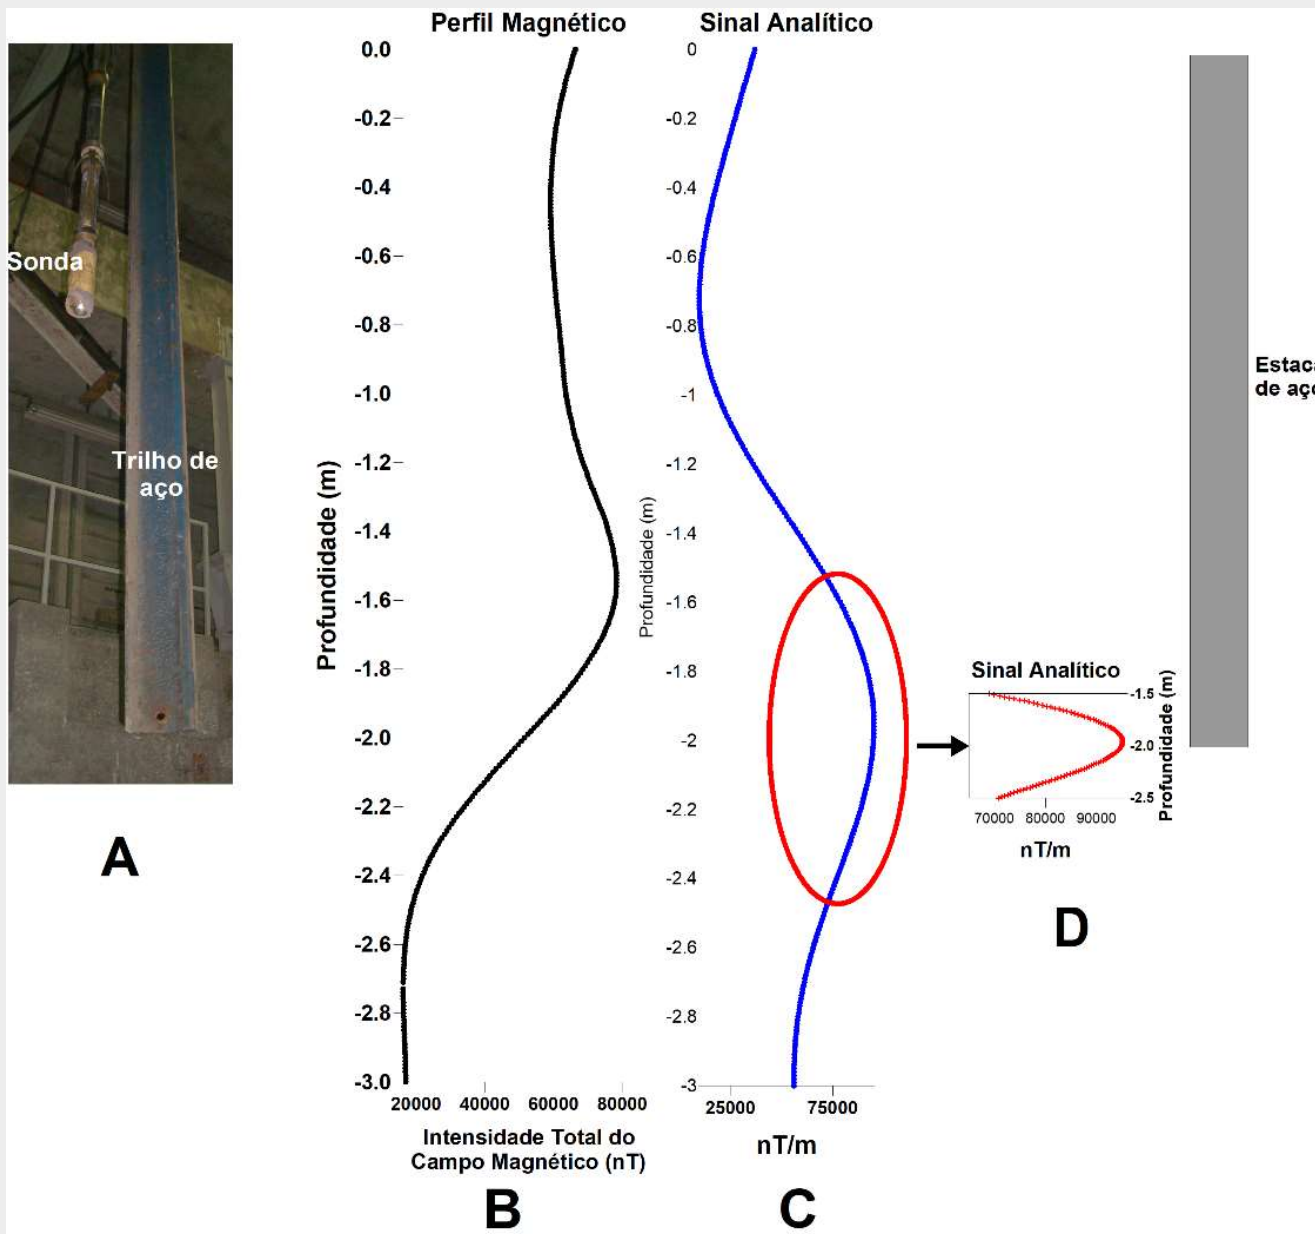 Perfil Magnético
Sinal Analítico
Sonda
Trilho de
aço
A
Profundidade (m)
0.0
-0.2
-0.4
-0.6
-0.8
-1.0
-1.2
-1.4
-1.6
-1.8
-2.0
-2.2
-2.4
-2.6
-2.8
-3.0
20000 40000 60000 80000
Intensidade Total do
Campo Magnético (nT)
B
Profundidade (m)
0
-0.2
-0.4
-0.6
-0.8
-1
-1.2
-1.4
-1.6
-1.8
-2
-2.2
-2.4
-2.6
-2.8
-3
25000 75000
nT/m
C
Sinal Analítico
-1.5
-2.0
-2.5
Profundidade (m)
70000 80000 90000
nT/m
D
Estaca
de aço